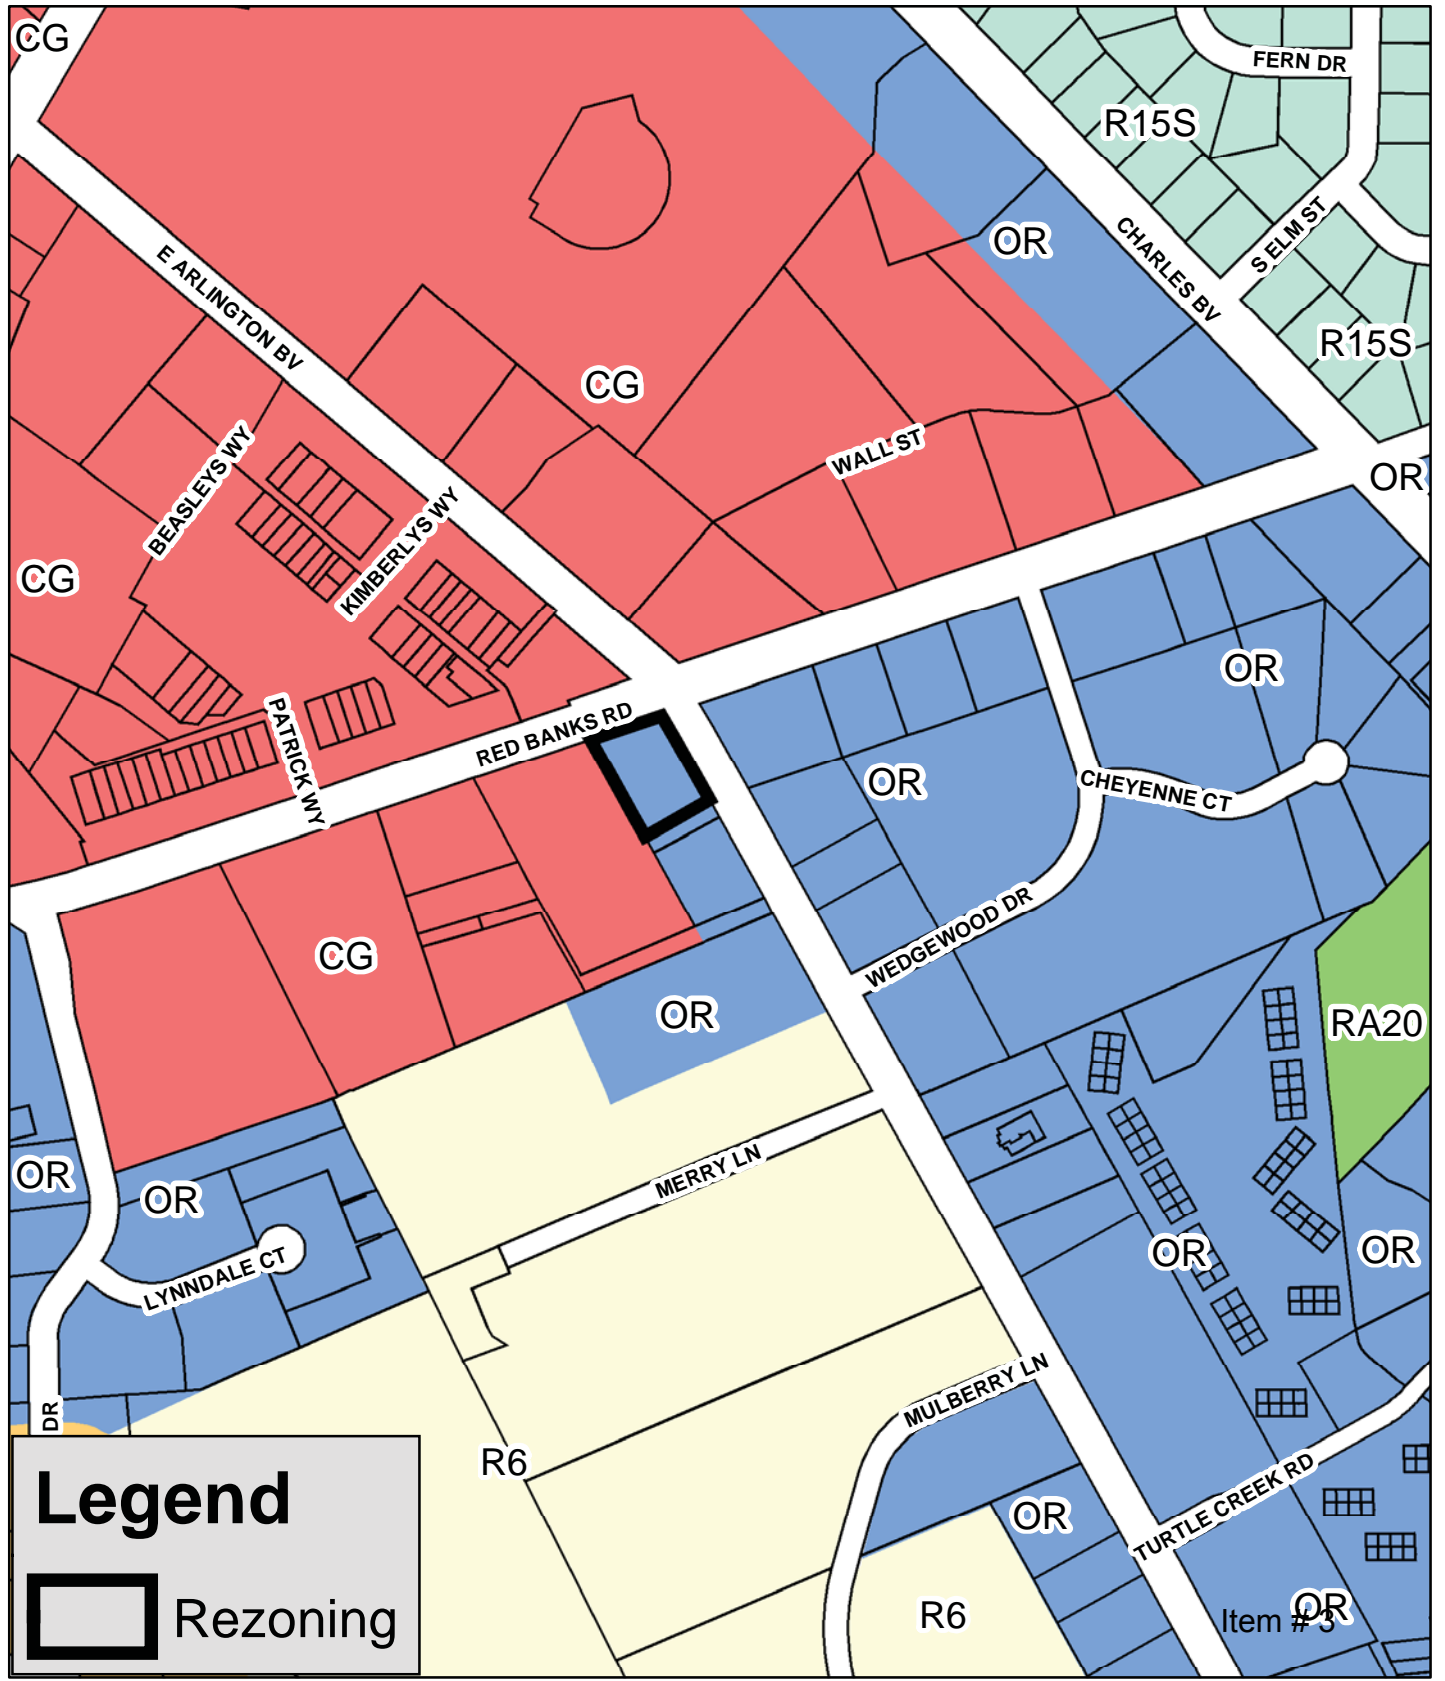 CG
FERN DR
R15S
S ELM ST
OR
CHARLES BV
E ARLINGTON BV
R15S
CG
WALL ST
BEASLEYS WY
OR
KIMBERLYS WY
CG
OR
PATRICK WY
RED BANKS RD
OR
CHEYENNE CT
WEDGEWOOD DR
CG
OR
RA20
MERRY LN
OR
OR
OR
OR
LYNNDALE CT
MULBERRY LN
DR
R6
OR
TURTLE CREEK RD
Legend
Rezoning
R6
OR
Item # 3